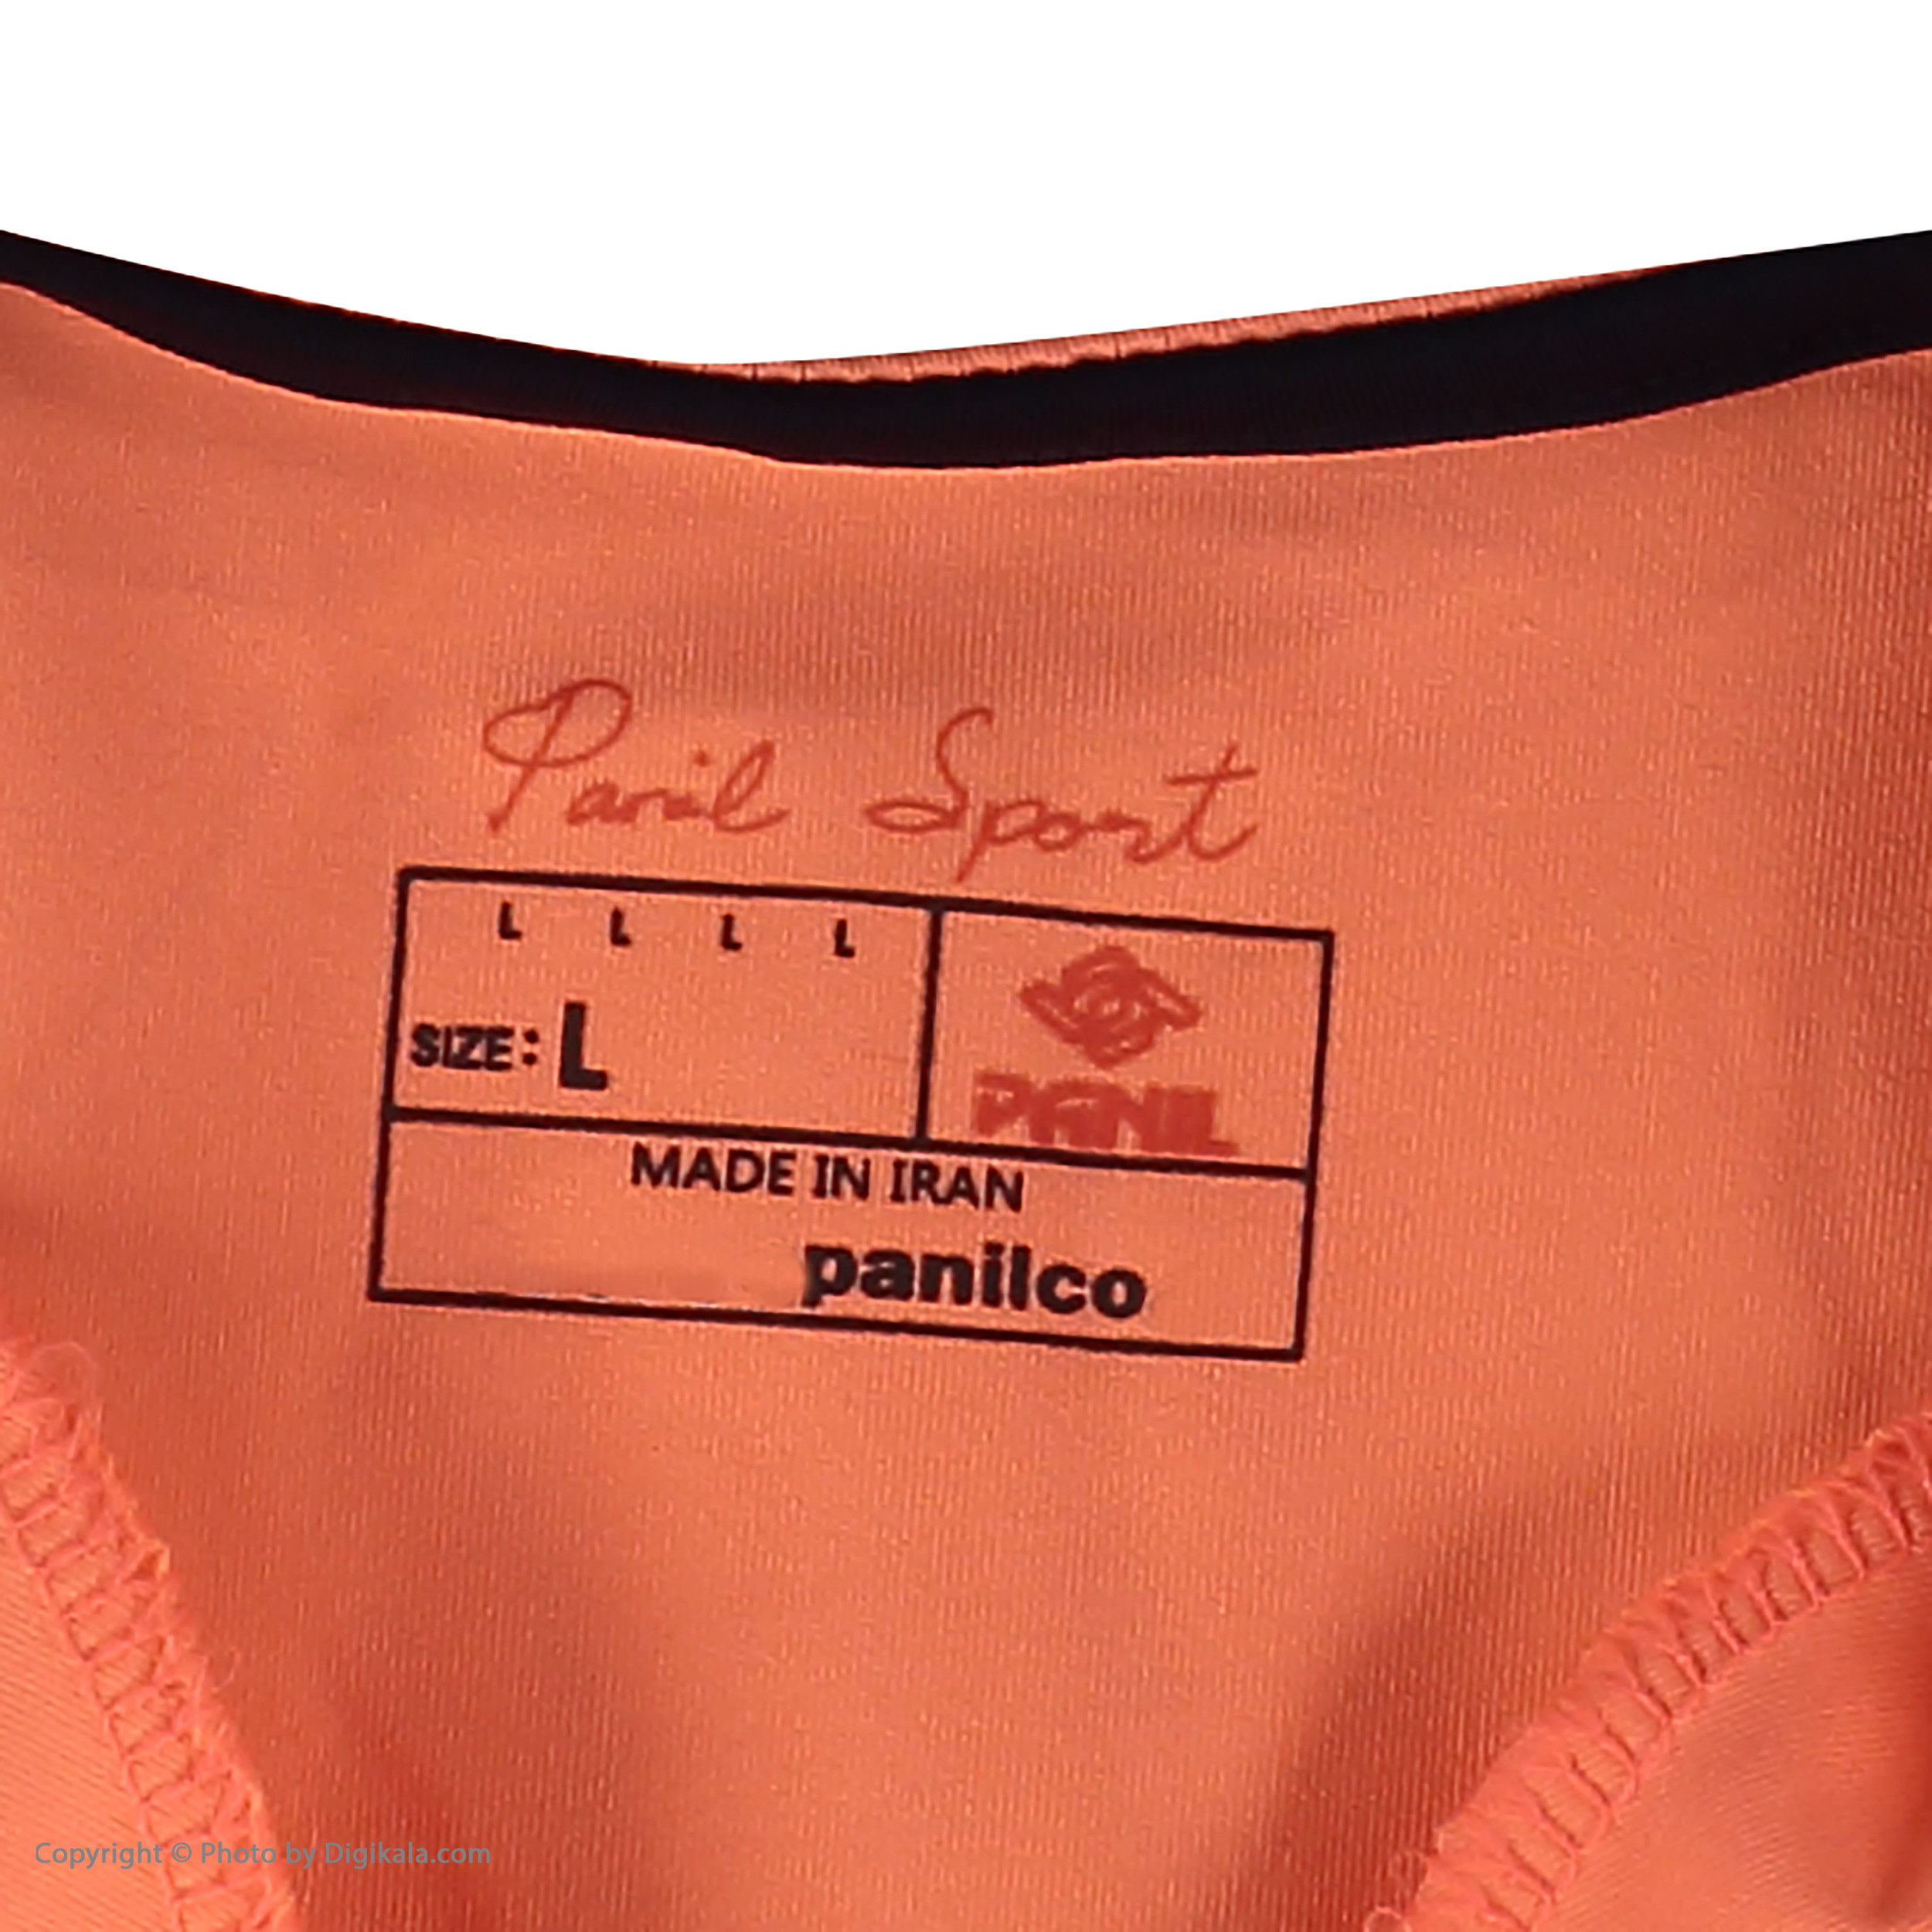 Panil Sport
L L L L
SIZE: L
PANIL
MADE IN IRAN
panilco
Copyright © Photo by Digikala.com